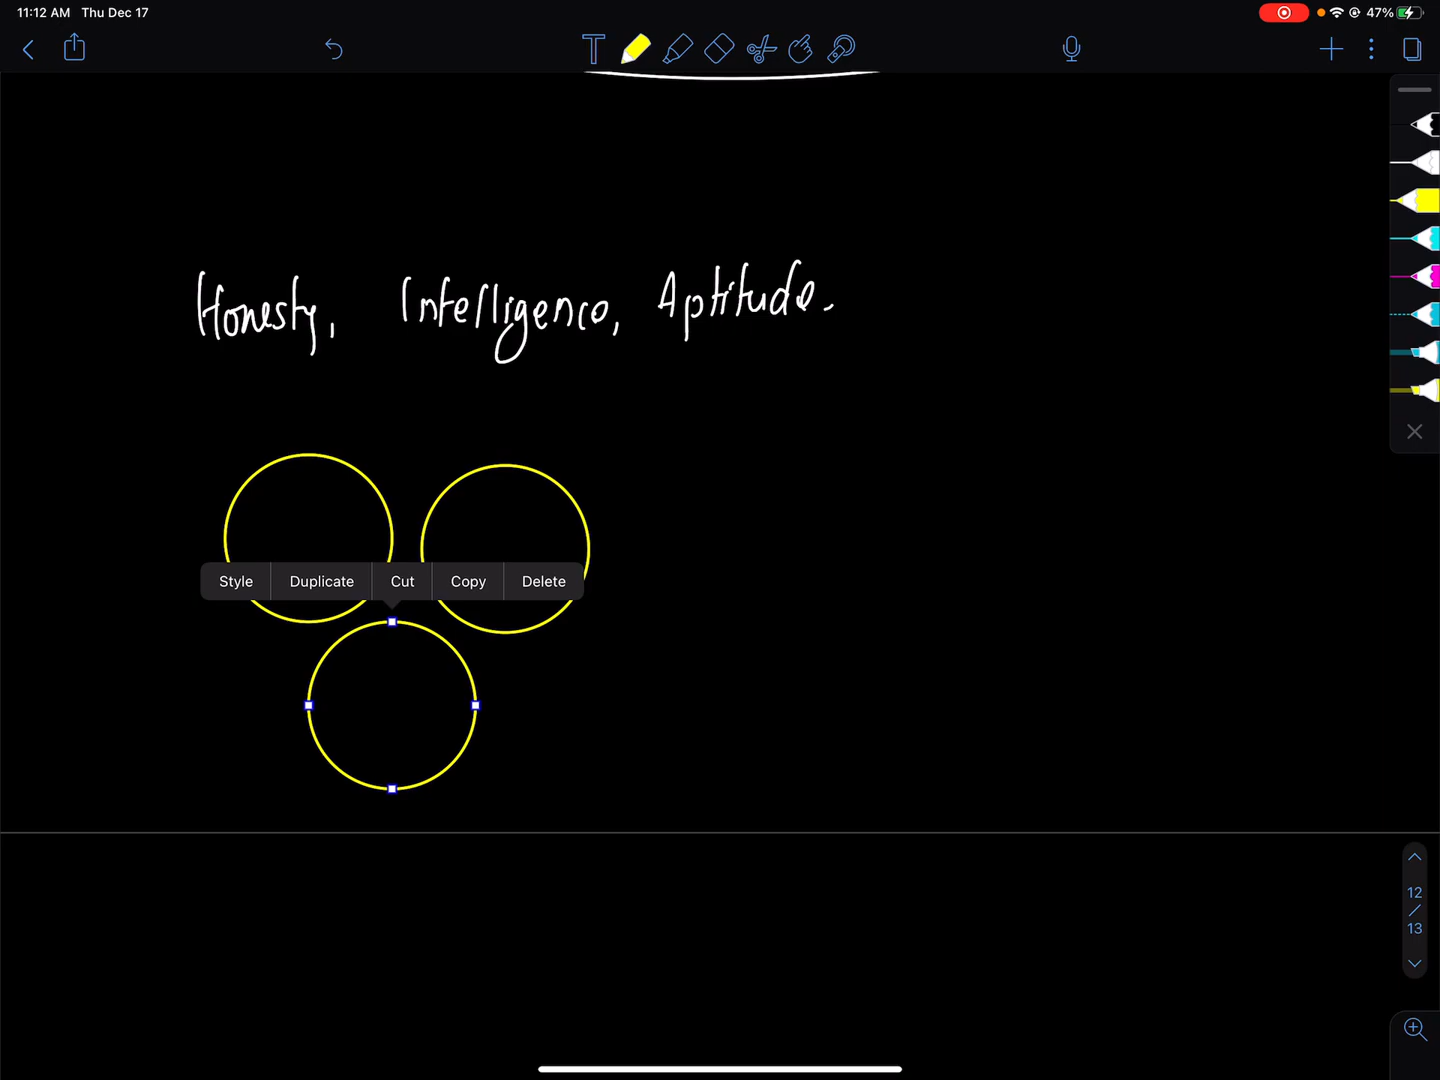 11:12 AM Thu Dec 17
47%
Honesty, Intelligence, Aptitude.
Style Duplicate Cut Copy Delete
12
/
13